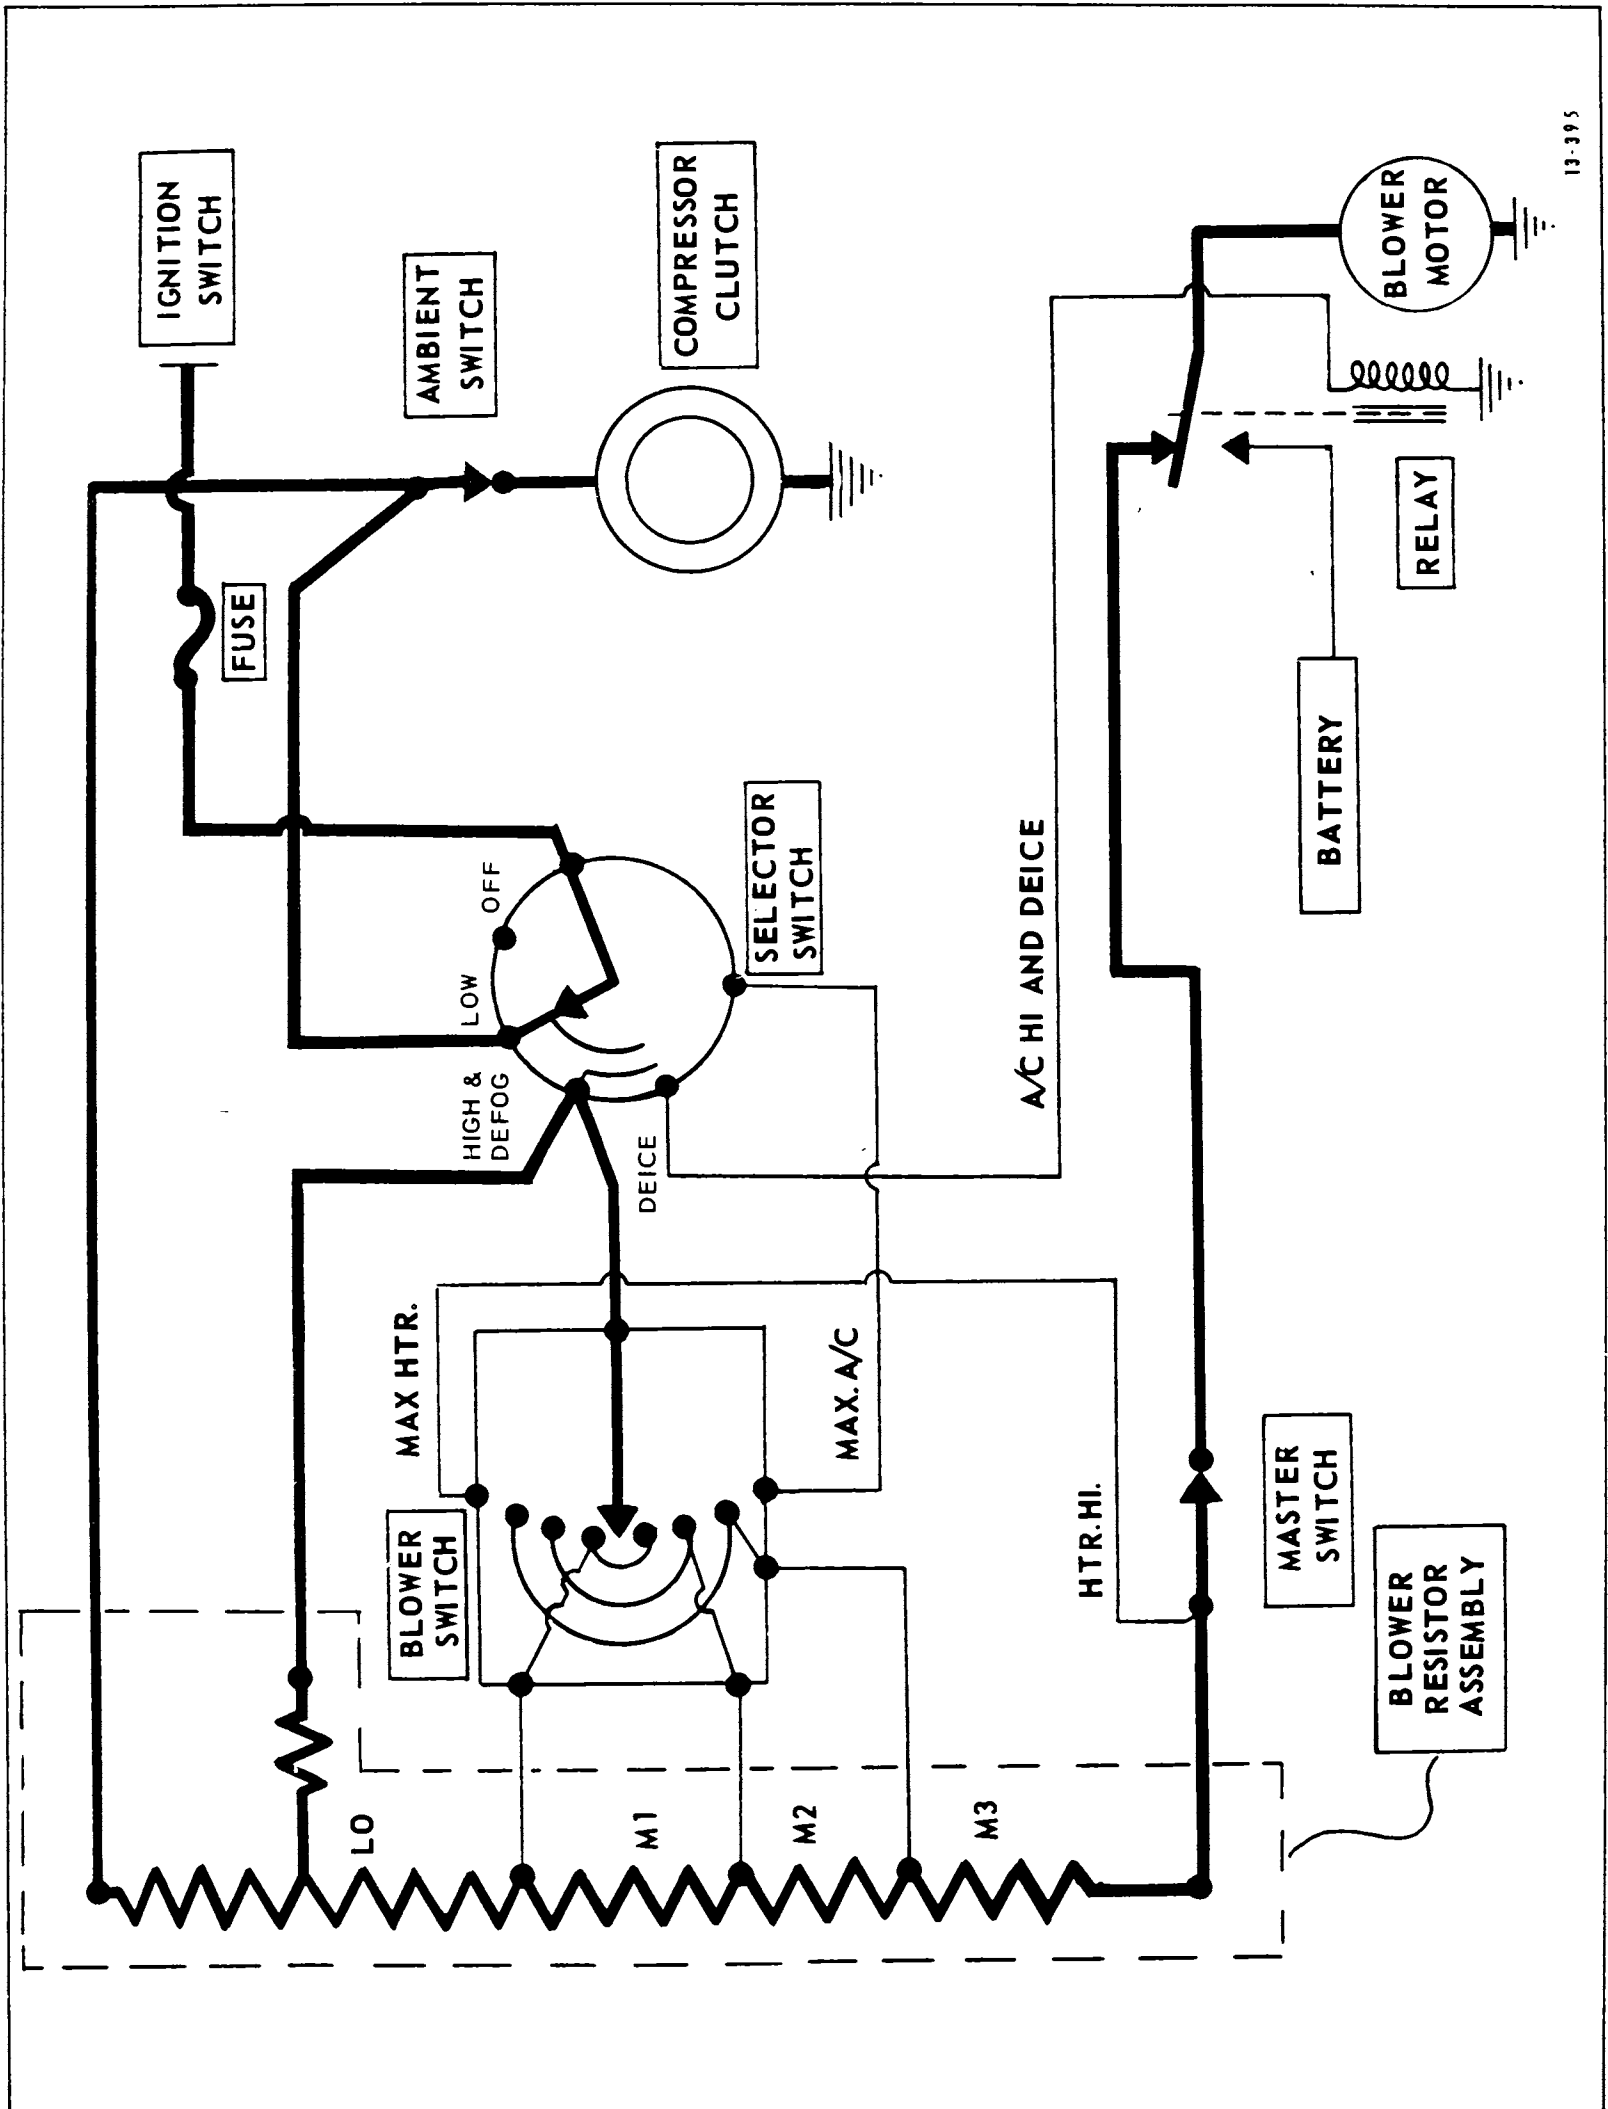 IGNITION
SWITCH
AMBIENT
SWITCH
COMPRESSOR
CLUTCH
FUSE
OFF
LOW
HIGH &
DEFOG
DEICE
SELECTOR
SWITCH
MAX HTR.
MAX. A/C
BLOWER
SWITCH
LO
M1
M2
M3
HTR. HI.
A/C HI AND DEICE
MASTER
SWITCH
BLOWER
RESISTOR
ASSEMBLY
BATTERY
RELAY
BLOWER
MOTOR
13-395